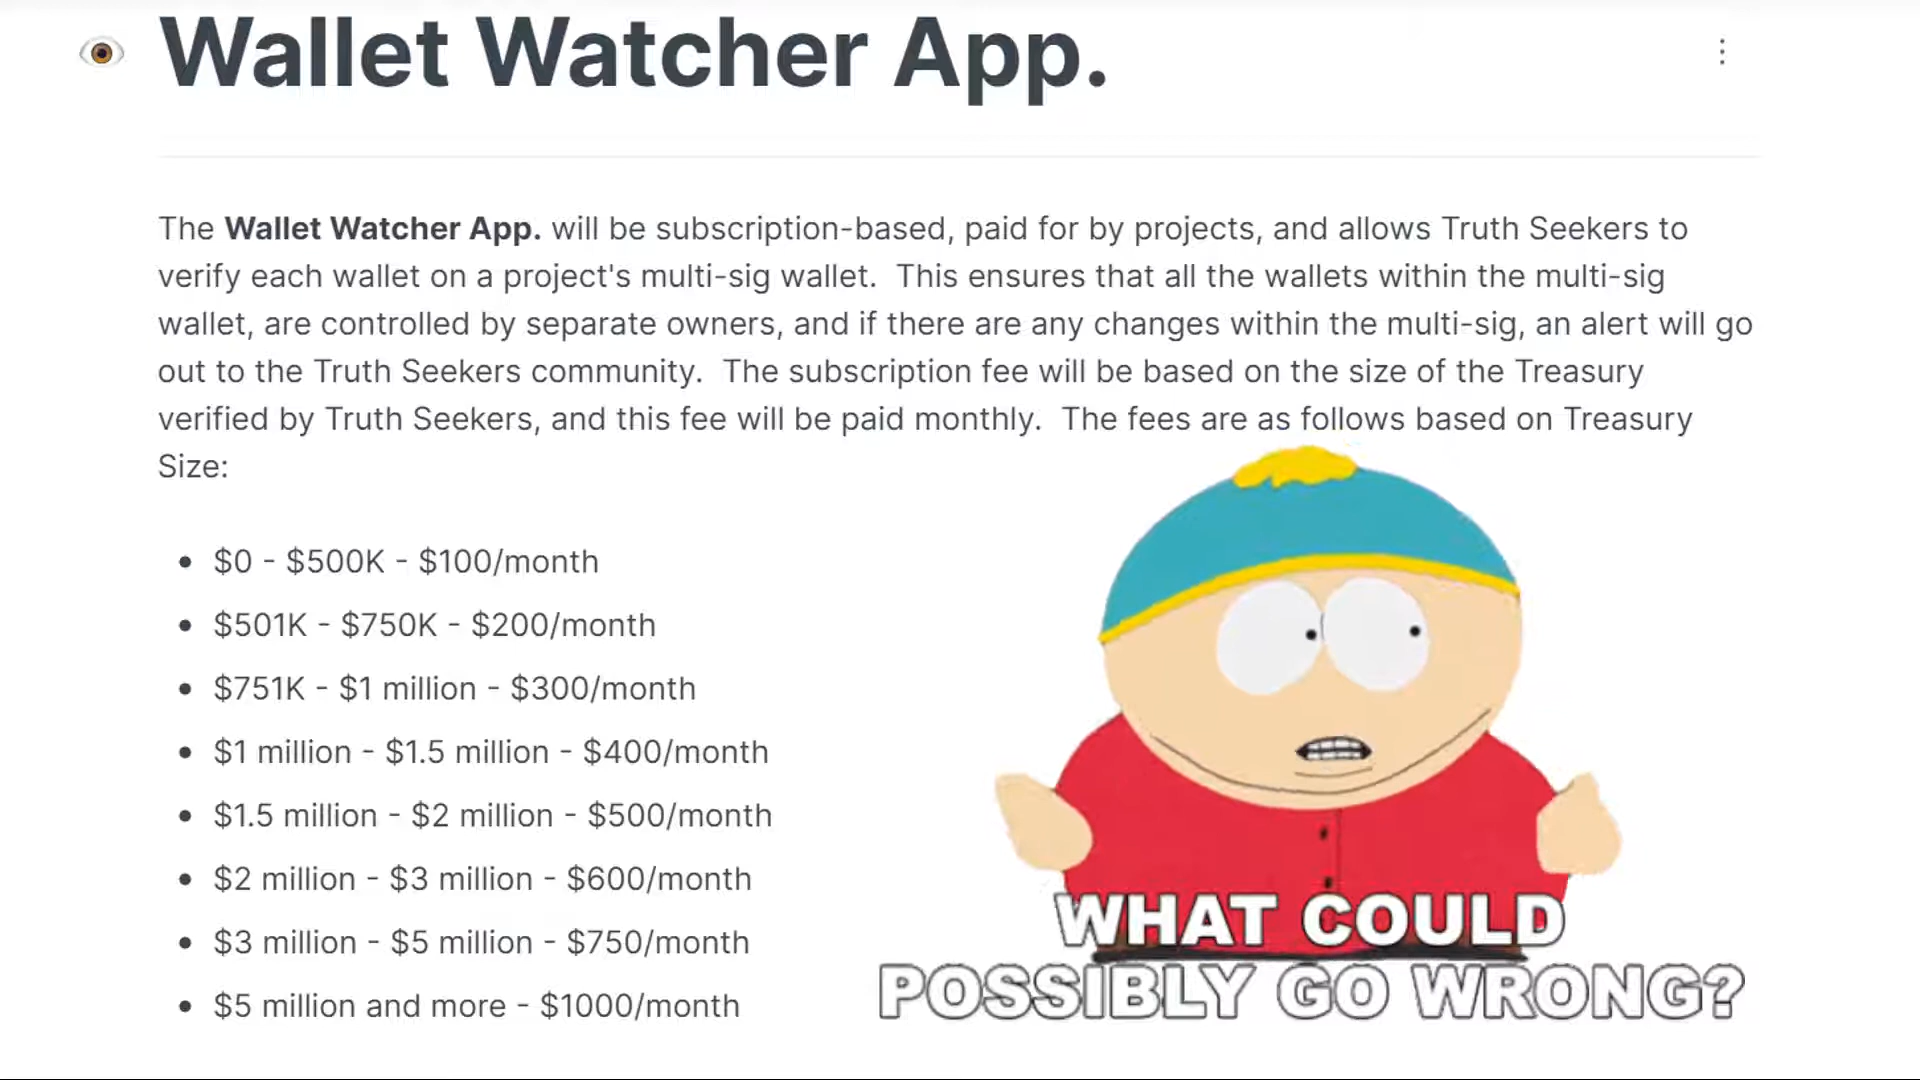 Wallet Watcher App.
The Wallet Watcher App. will be subscription-based, paid for by projects, and allows Truth Seekers to
verify each wallet on a project's multi-sig wallet.  This ensures that all the wallets within the multi-sig
wallet, are controlled by separate owners, and if there are any changes within the multi-sig, an alert will go
out to the Truth Seekers community.  The subscription fee will be based on the size of the Treasury
verified by Truth Seekers, and this fee will be paid monthly.  The fees are as follows based on Treasury
Size:
• $0 - $500K - $100/month
• $501K - $750K - $200/month
• $751K - $1 million - $300/month
• $1 million - $1.5 million - $400/month
• $1.5 million - $2 million - $500/month
• $2 million - $3 million - $600/month
• $3 million - $5 million - $750/month
• $5 million and more - $1000/month
WHAT COULD
POSSIBLY GO WRONG?